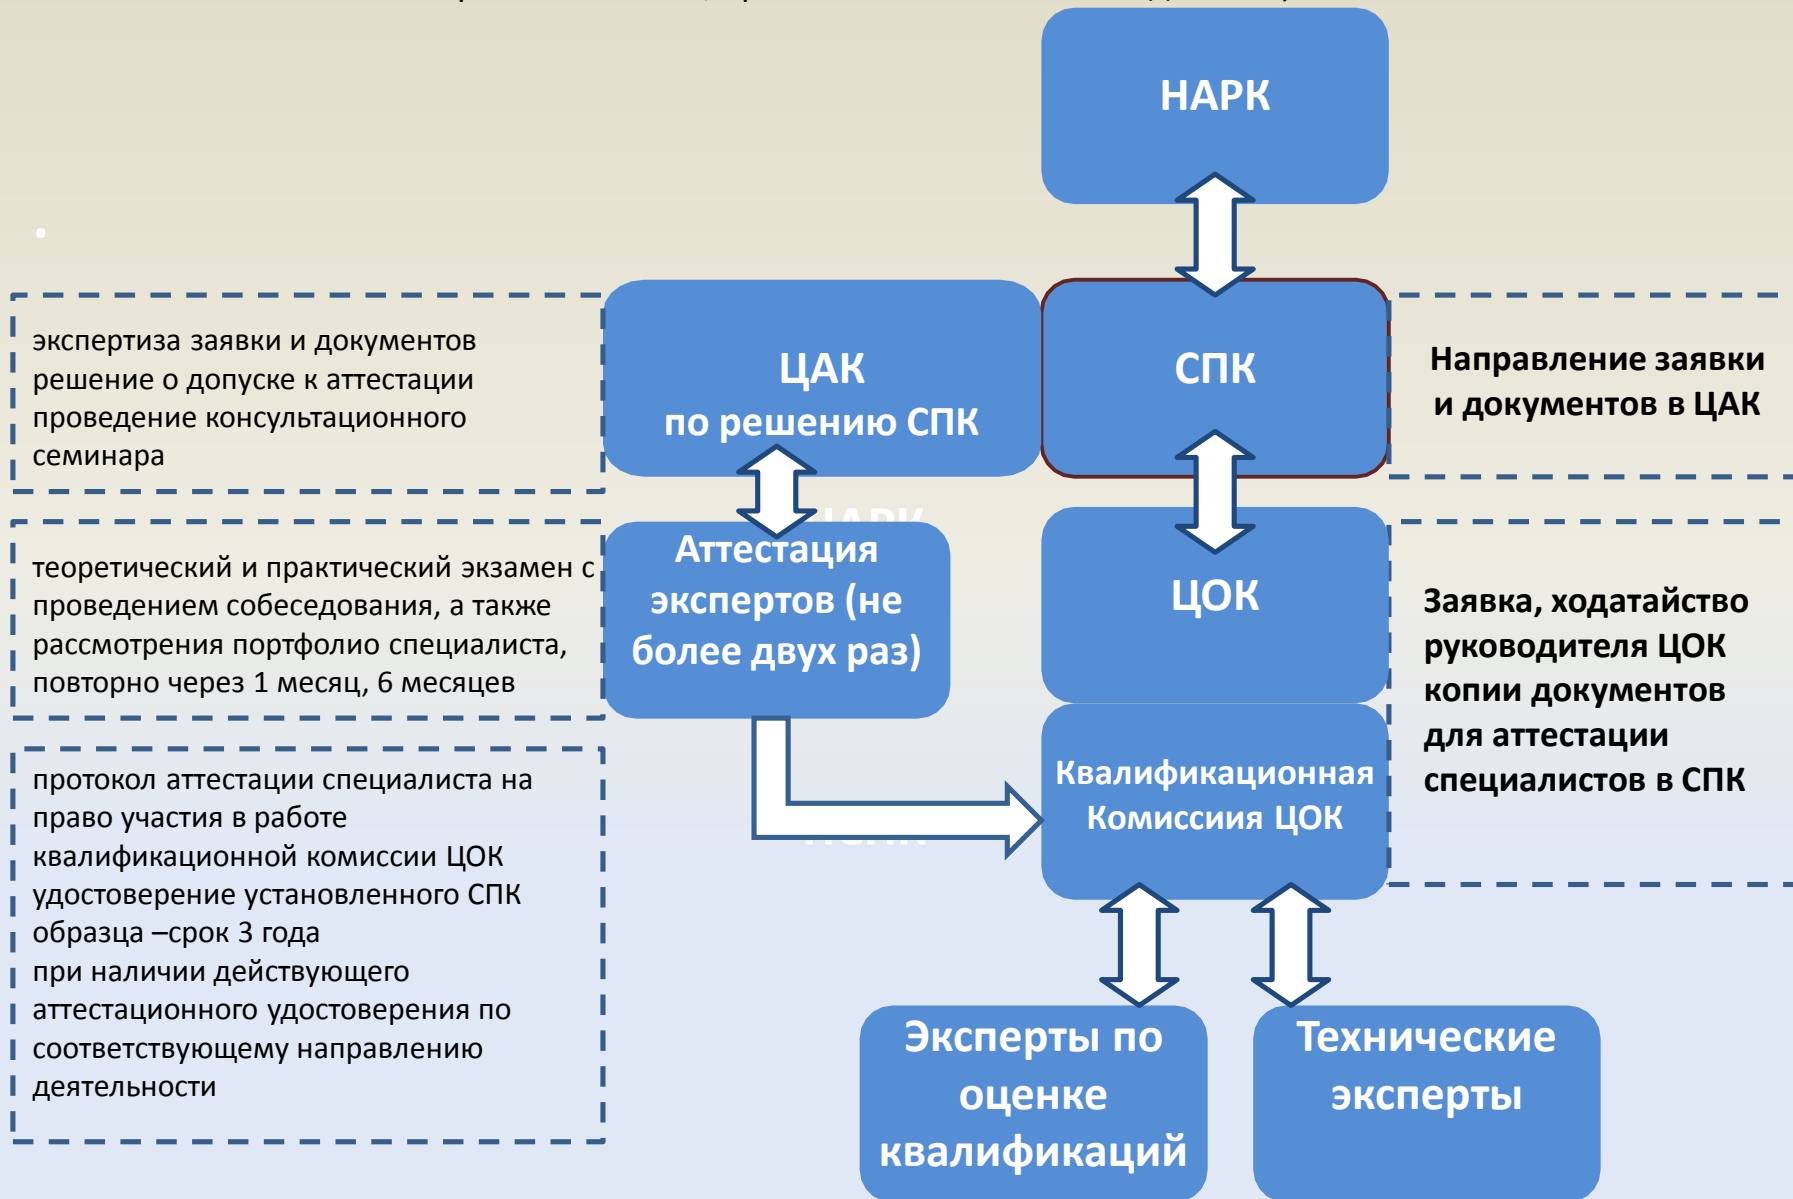 НАРК
.
экспертиза заявки и документов
решение о допуске к аттестации
проведение консультационного
семинара
ЦАК
по решению СПК
СПК
Направление заявки
и документов в ЦАК
теоретический и практический экзамен с
проведением собеседования, а также
рассмотрения портфолио специалиста,
повторно через 1 месяц, 6 месяцев
Аттестация
экспертов (не
более двух раз)
ЦОК
Заявка, ходатайство
руководителя ЦОК
копии документов
для аттестации
специалистов в СПК
протокол аттестации специалиста на
право участия в работе
квалификационной комиссии ЦОК
удостоверение установленного СПК
образца –срок 3 года
при наличии действующего
аттестационного удостоверения по
соответствующему направлению
деятельности
Квалификационная
Комиссиия ЦОК
Эксперты по
оценке
квалификаций
Технические
эксперты